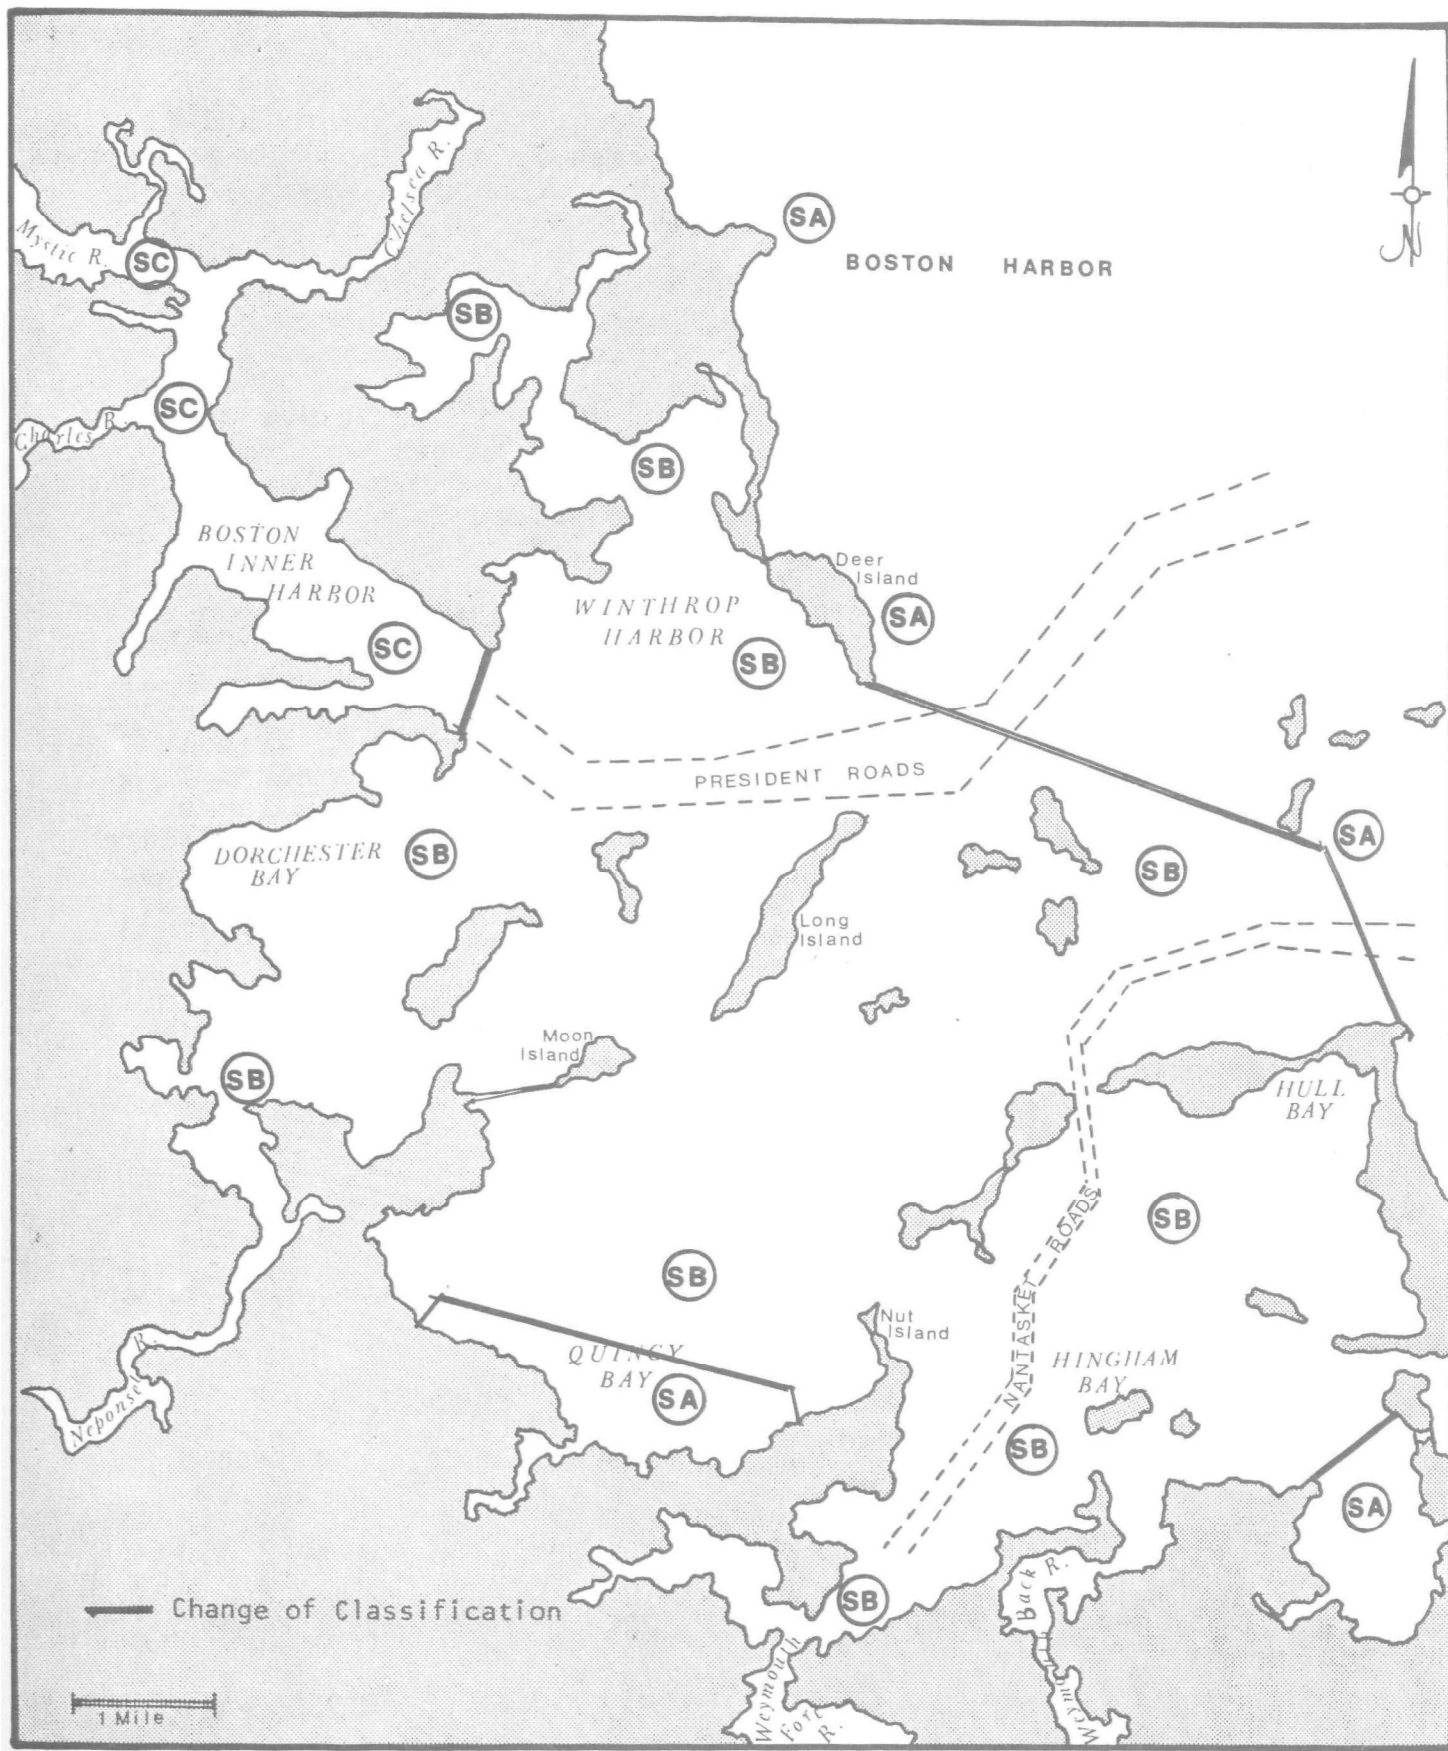 SA
BOSTON HARBOR
N
Mystic R.
SC
Chelsea R.
SB
SC
Charles R.
SB
BOSTON
INNER
HARBOR
Deer
Island
SA
WINTHROP
HARBOR
SC
SB
PRESIDENT ROADS
SA
DORCHESTER
BAY
SB
SB
Long
Island
Moon
Island
SB
HULL
BAY
SB
SB
NANTASKET ROADS
Nut
Island
QUINCY
BAY
SA
HINGHAM
BAY
SB
Neponset R.
SA
SB
Change of Classification
1 Mile
Weymouth
Fore
R.
Back R.